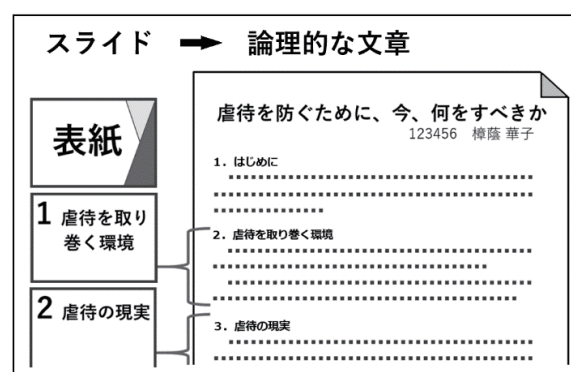 スライド ➡ 論理的な文章
表紙
1 虐待を取り
巻く環境
2 虐待の現実
虐待を防ぐために、今、何をすべきか
123456 樟蔭 華子
1. はじめに
2. 虐待を取り巻く環境
3. 虐待の現実